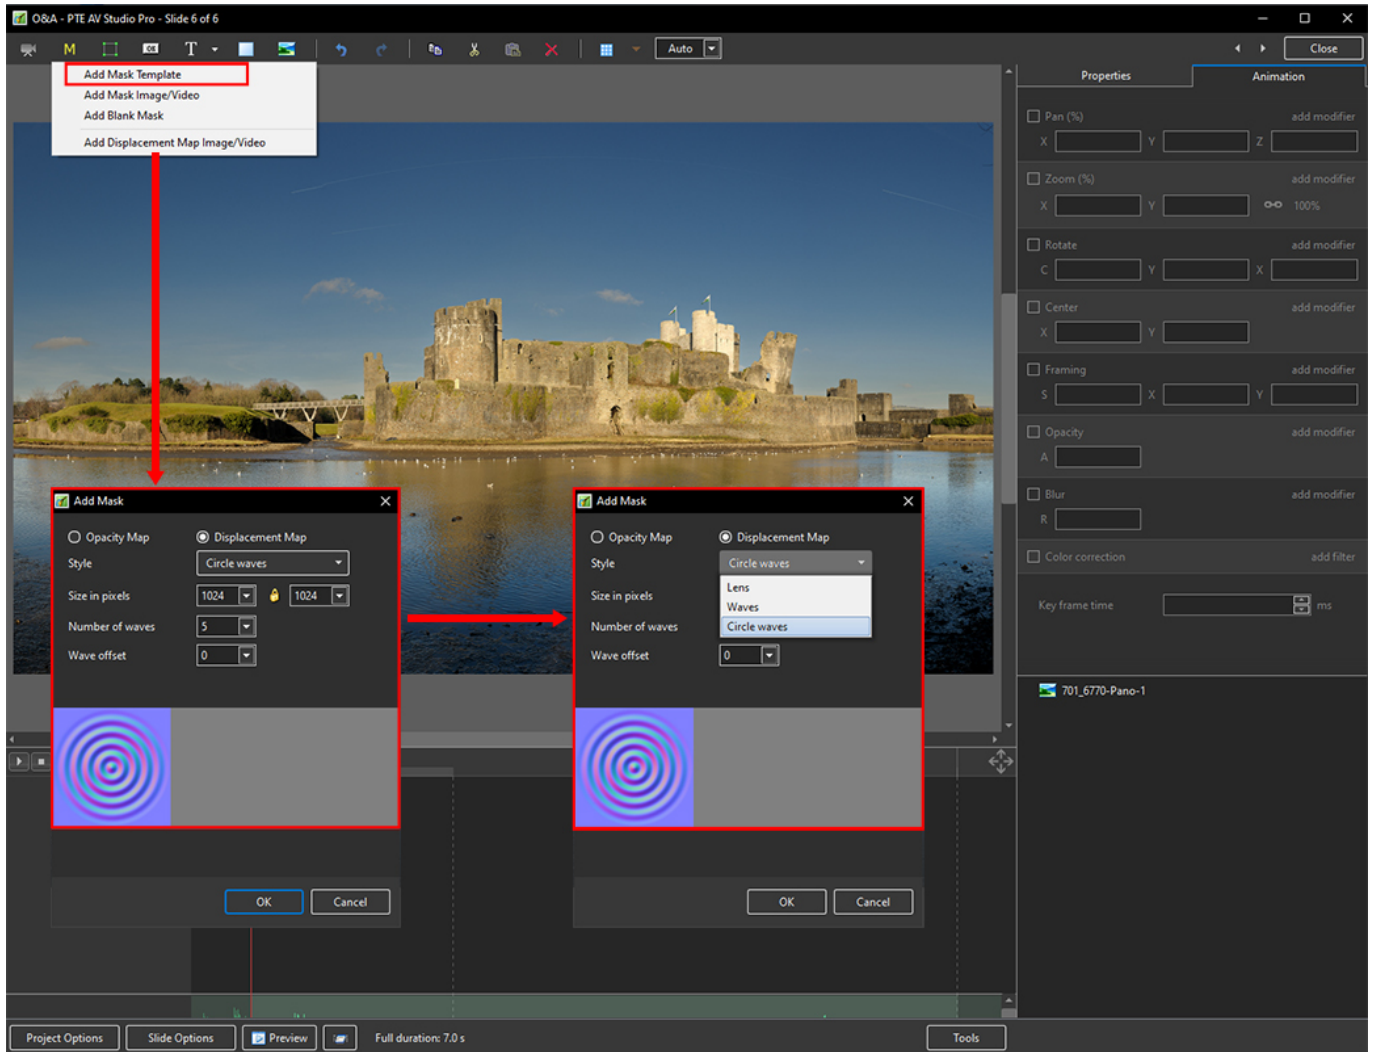 O&A - PTE AV Studio Pro - Slide 6 of 6
M OK T Auto Close
Add Mask Template
Add Mask Image/Video
Add Blank Mask
Add Displacement Map Image/Video
Properties Animation
Pan (%) add modifier
X Y Z
Zoom (%) add modifier
X Y 100%
Rotate add modifier
C Y X
Center add modifier
X Y
Framing add modifier
S X Y
Opacity add modifier
A
Blur add modifier
R
Color correction add filter
Key frame time ms
701_6770-Pano-1
Add Mask
Opacity Map Displacement Map
Style Circle waves
Size in pixels 1024 1024
Number of waves 5
Wave offset 0
OK Cancel
Add Mask
Opacity Map Displacement Map
Style Circle waves
Lens
Size in pixels
Waves
Number of waves Circle waves
Wave offset 0
OK Cancel
Project Options Slide Options Preview Full duration: 7.0 s Tools